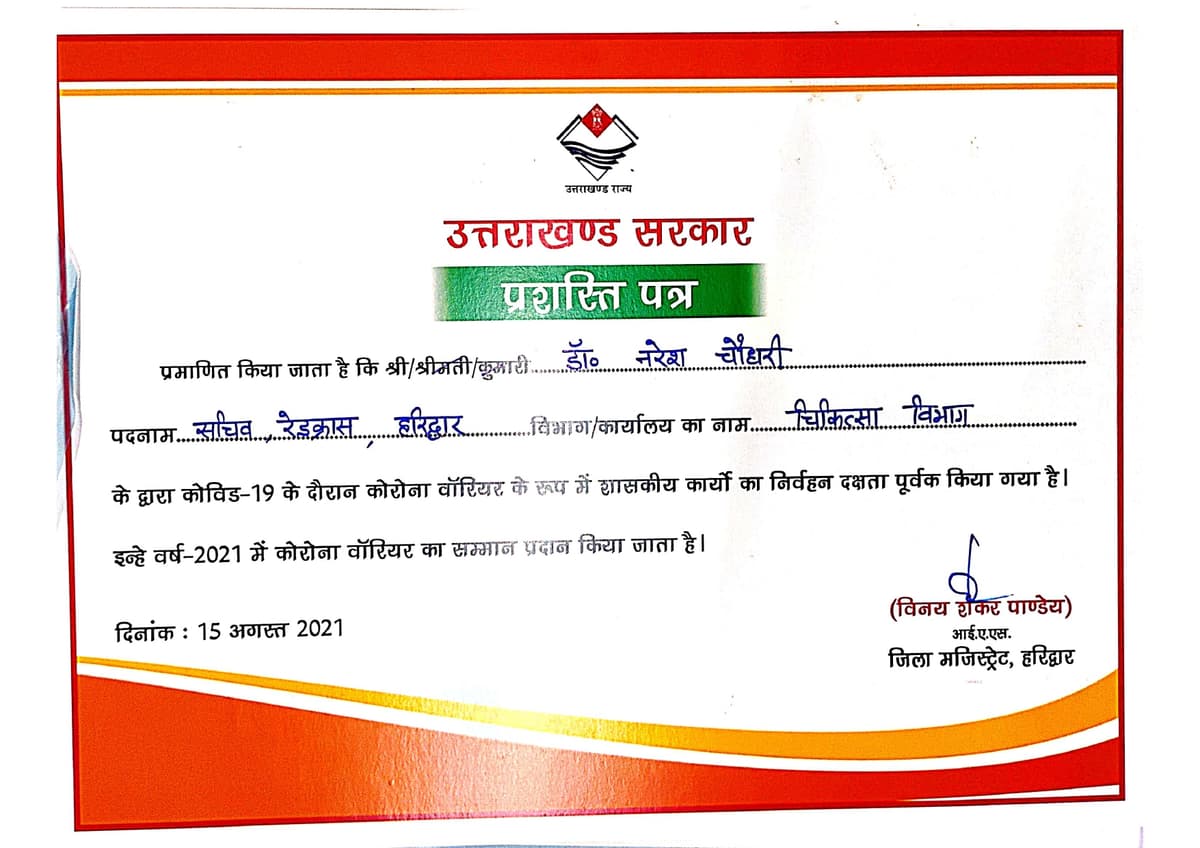 उत्तराखण्ड राज्य
उत्तराखण्ड सरकार
प्रशस्ति पत्र
प्रमाणित किया जाता है कि श्री/श्रीमती/कुमारी डॉ० नरेश चौधरी
पदनाम सचिव, रेडक्रास, हरिद्वार विभाग/कार्यालय का नाम चिकित्सा विभाग
के द्वारा कोविड-19 के दौरान कोरोना वॉरियर के रूप में शासकीय कार्यो का निर्वहन दक्षता पूर्वक किया गया है।
इन्हे वर्ष-2021 में कोरोना वॉरियर का सम्मान प्रदान किया जाता है।
(विनय शंकर पाण्डेय)
आई.ए.एस.
जिला मजिस्ट्रेट, हरिद्वार
दिनांक : 15 अगस्त 2021